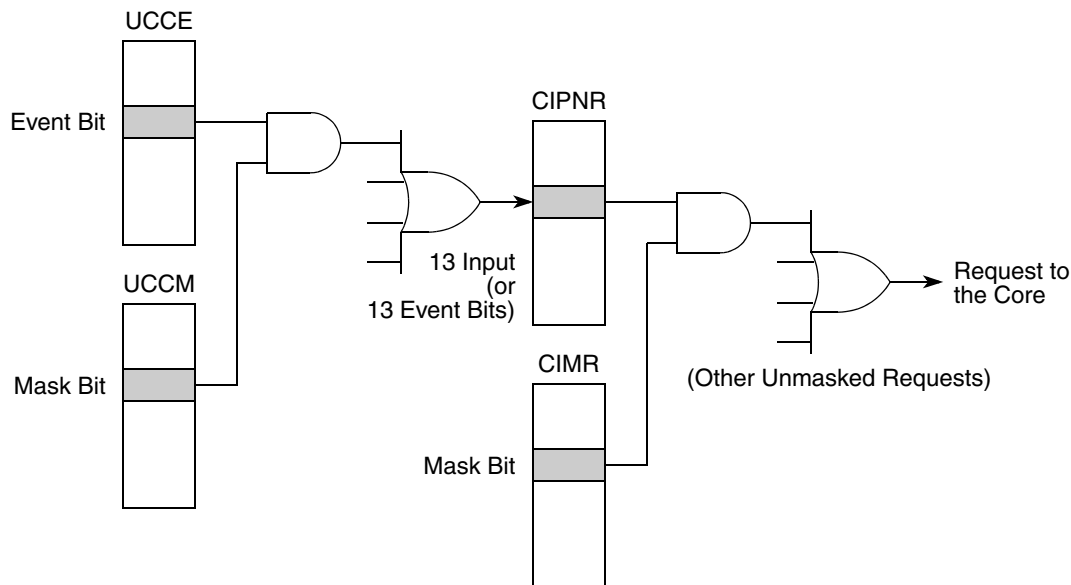 UCCE
Event Bit
UCCM
Mask Bit
13 Input
(or
13 Event Bits)
CIPNR
CIMR
Mask Bit
Request to
the Core
(Other Unmasked Requests)